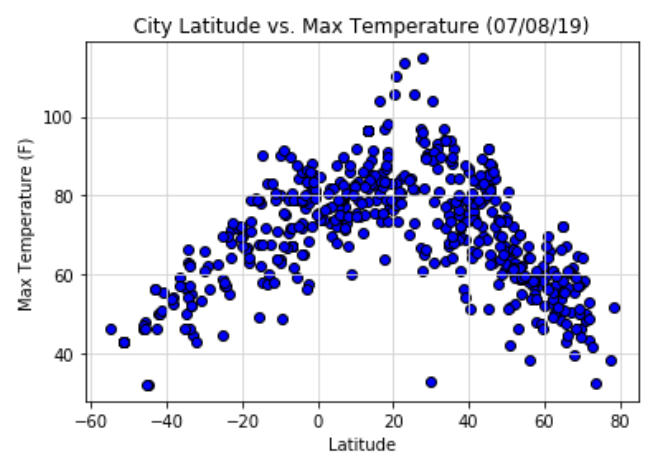 City Latitude vs. Max Temperature (07/08/19)
Max Temperature (F)
100
80
60
40
−60 −40 −20 0 20 40 60 80
Latitude